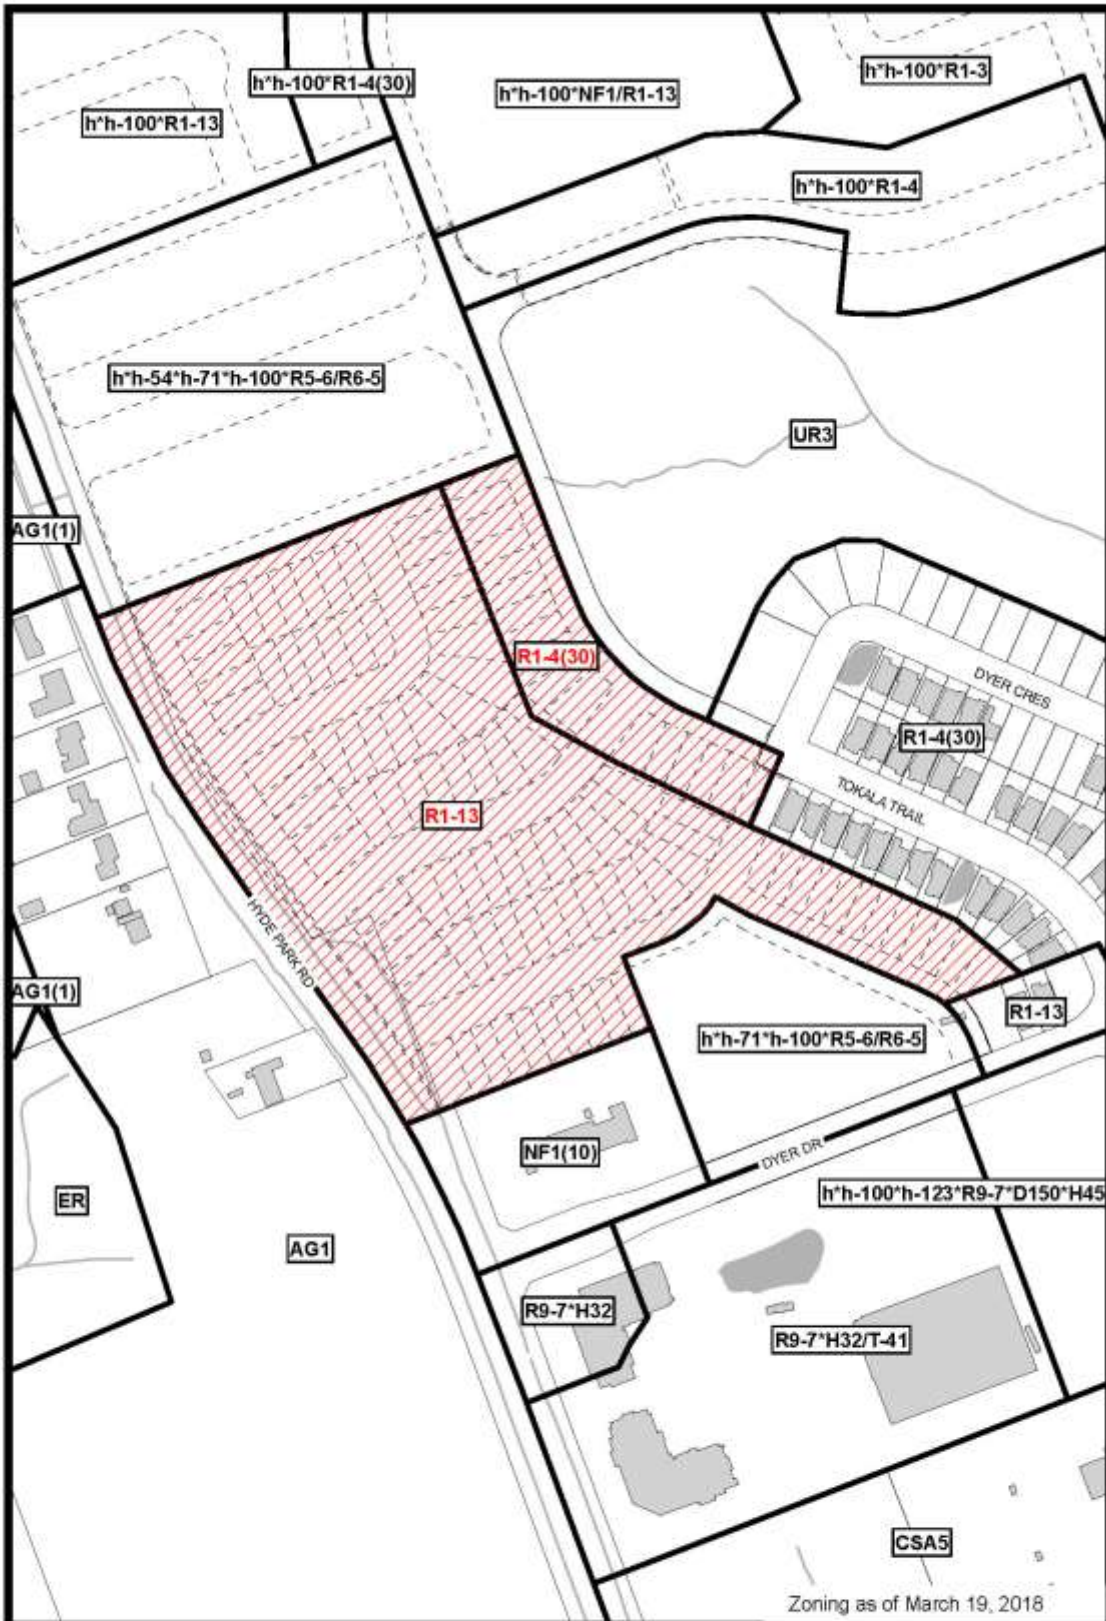 h*h-100*R1-3
h*h-100*R1-4(30)
h*h-100*NF1/R1-13
h*h-100*R1-13
h*h-100*R1-4
h*h-54*h-71*h-100*R5-6/R6-5
UR3
AG1(1)
R1-4(30)
DYER CRES
R1-4(30)
TOKALA TRAIL
R1-13
HYDE PARK RD
AG1(1)
R1-13
h*h-71*h-100*R5-6/R6-5
NF1(10)
DYER DR
h*h-100*h-123*R9-7*D150*H45
ER
AG1
R9-7*H32
R9-7*H32/T-41
CSA5
Zoning as of March 19, 2018